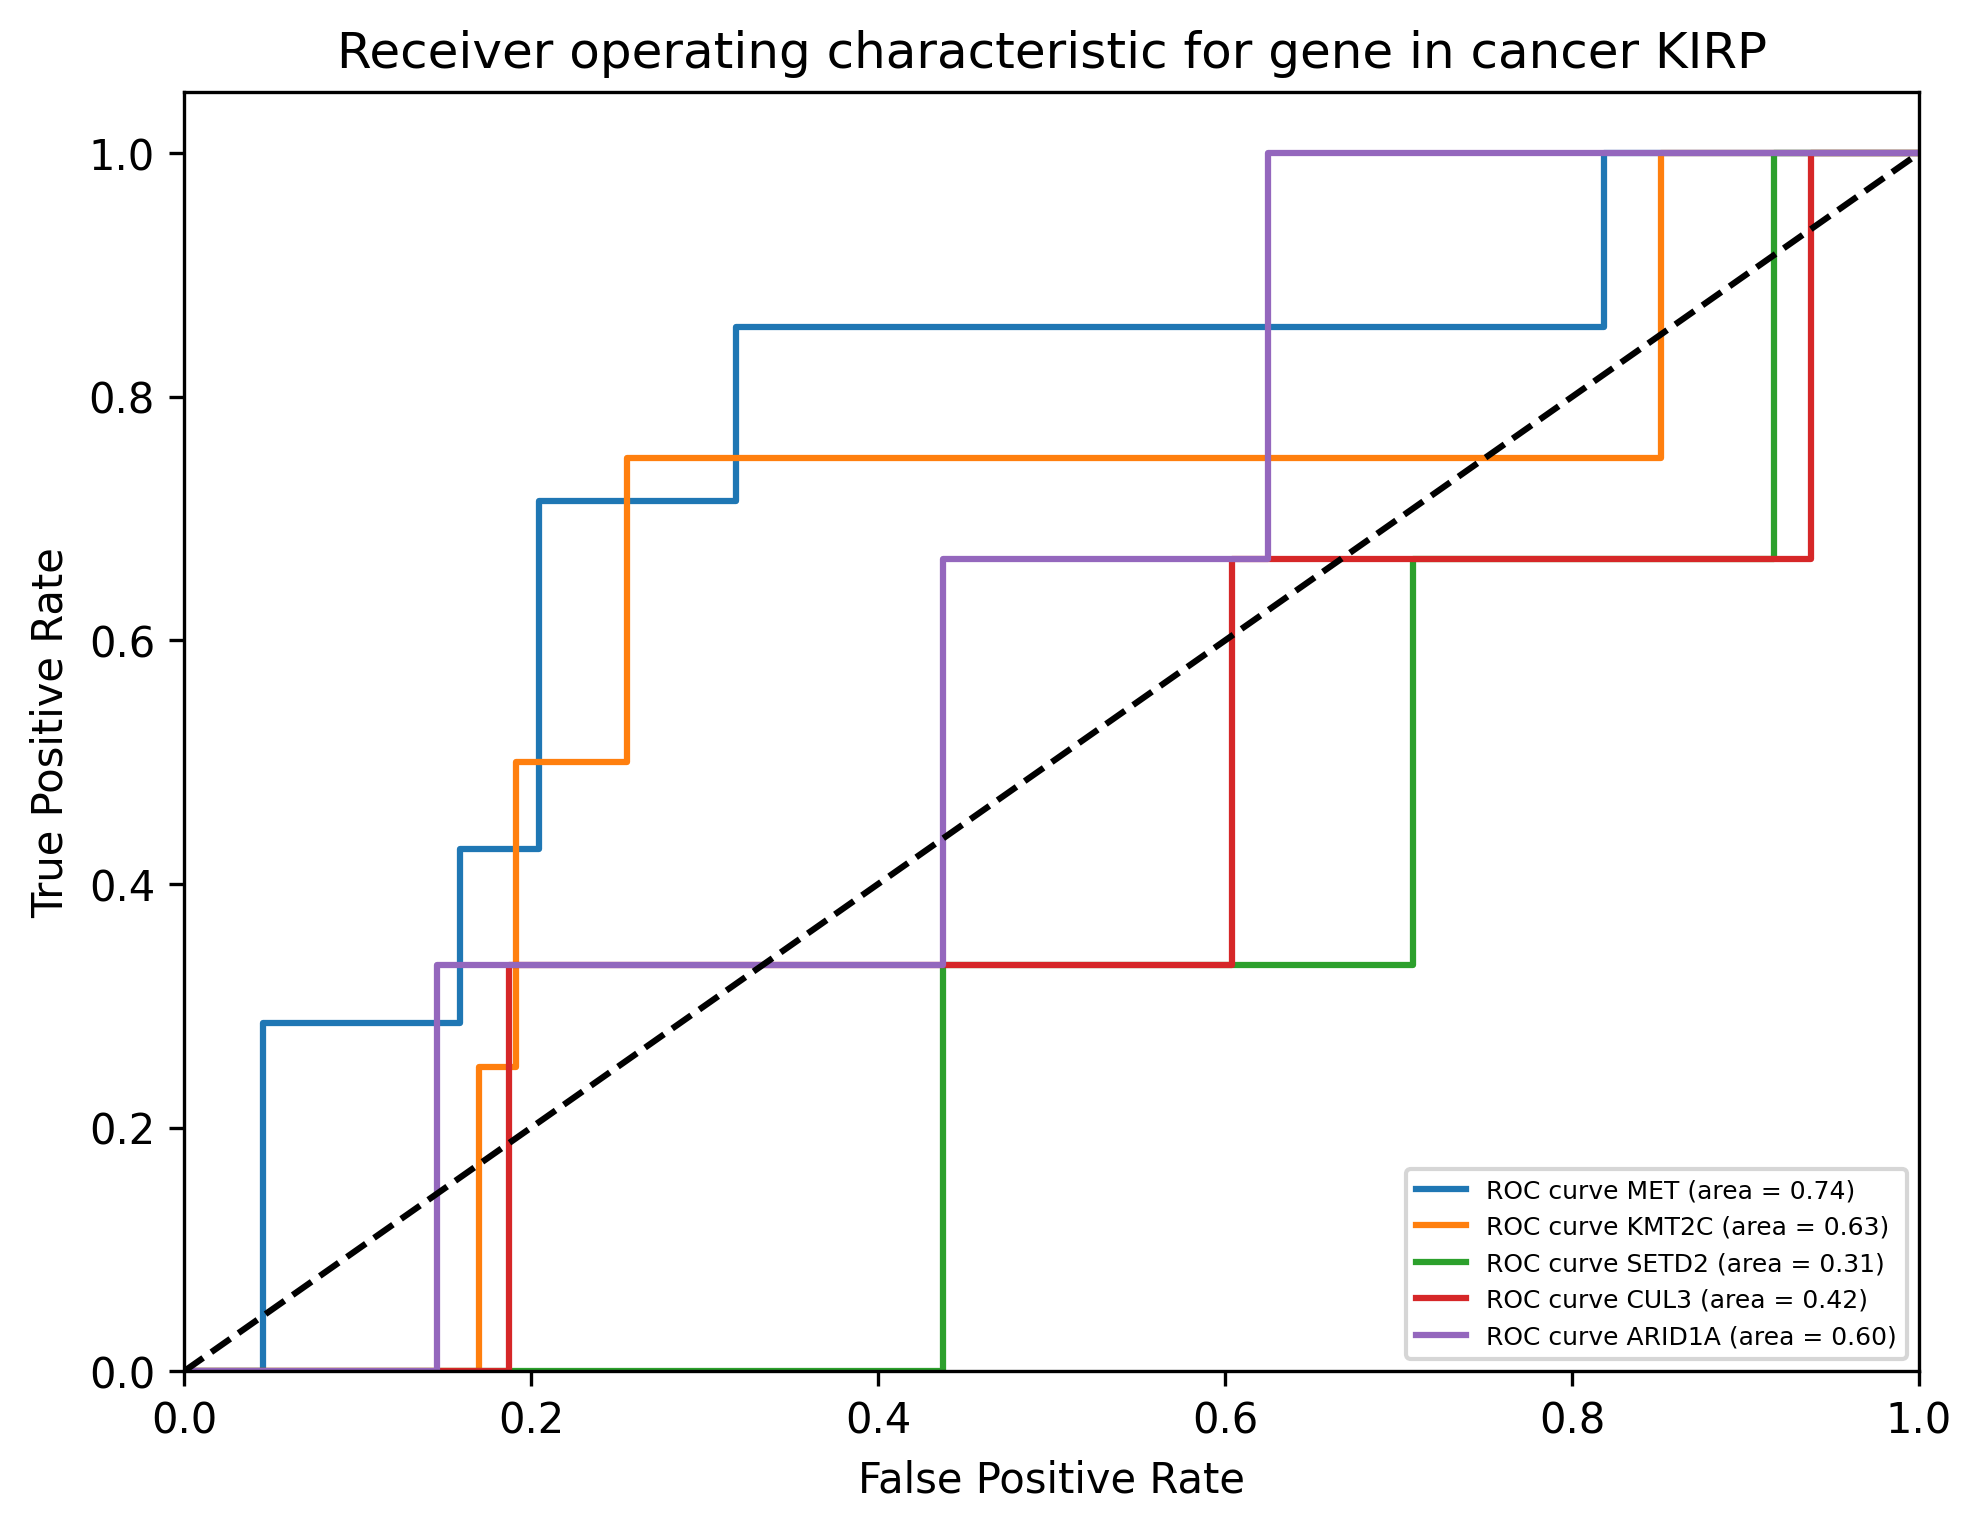 Receiver operating characteristic for gene in cancer KIRP
1.0
0.8
0.6
0.4
0.2
0.0
True Positive Rate
0.0 0.2 0.4 0.6 0.8 1.0
False Positive Rate
ROC curve MET (area = 0.74)
ROC curve KMT2C (area = 0.63)
ROC curve SETD2 (area = 0.31)
ROC curve CUL3 (area = 0.42)
ROC curve ARID1A (area = 0.60)